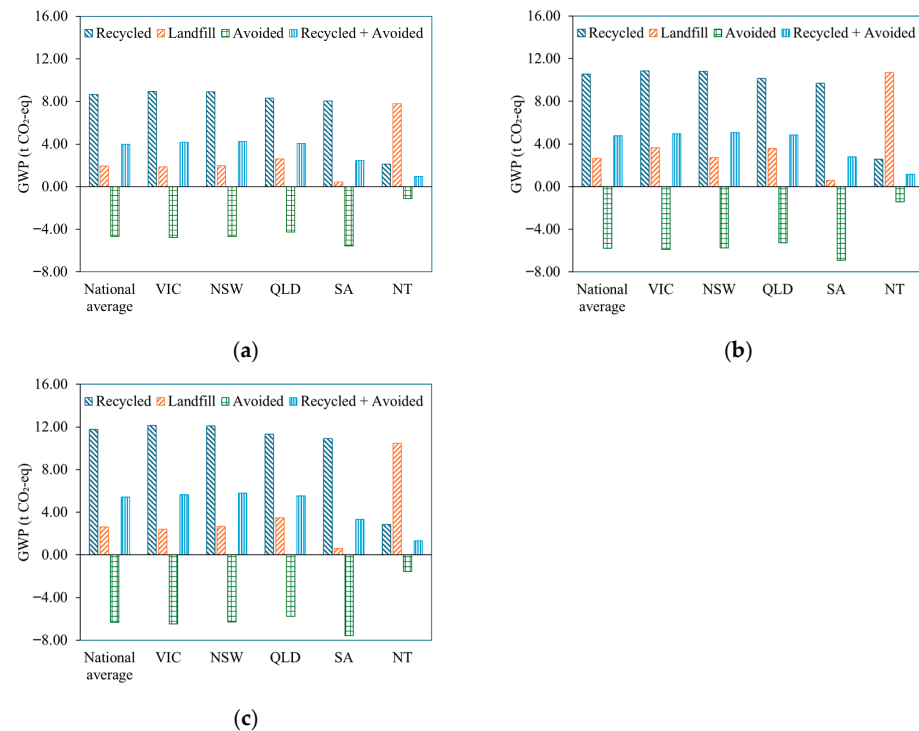 16.00
Recycled Landfill Avoided Recycled + Avoided
12.00
8.00
4.00
0.00
−4.00
−8.00
GWP (t CO₂-eq)
National average VIC NSW QLD SA NT
(a)
16.00
Recycled Landfill Avoided Recycled + Avoided
12.00
8.00
4.00
0.00
−4.00
−8.00
GWP (t CO₂-eq)
National average VIC NSW QLD SA NT
(b)
16.00
Recycled Landfill Avoided Recycled + Avoided
12.00
8.00
4.00
0.00
−4.00
−8.00
GWP (t CO₂-eq)
National average VIC NSW QLD SA NT
(c)